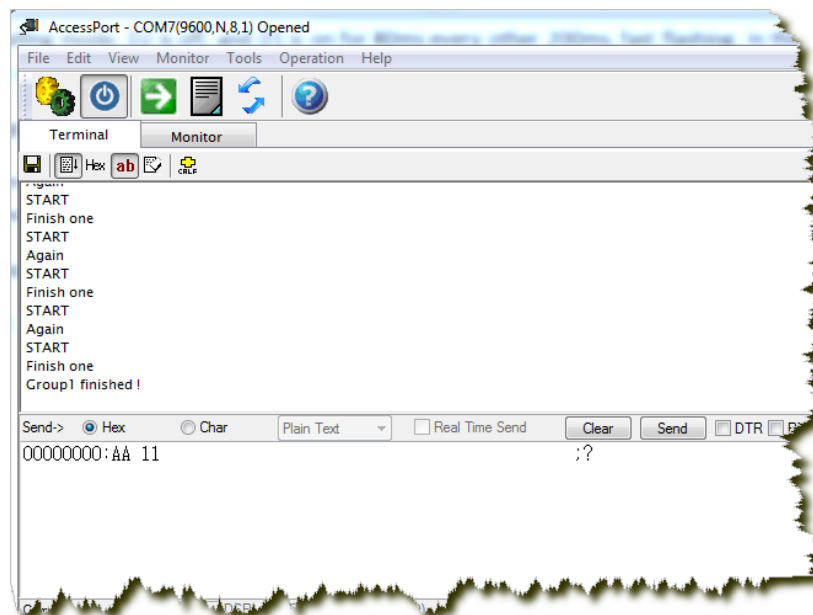 AccessPort - COM7(9600,N,8,1) Opened
File Edit View Monitor Tools Operation Help
Terminal Monitor
Hex ab CRLF
Again
START
Finish one
START
Again
START
Finish one
START
Again
START
Finish one
Group1 finished !
Send-> Hex Char Plain Text Real Time Send Clear Send DTR
00000000:AA 11 ;?